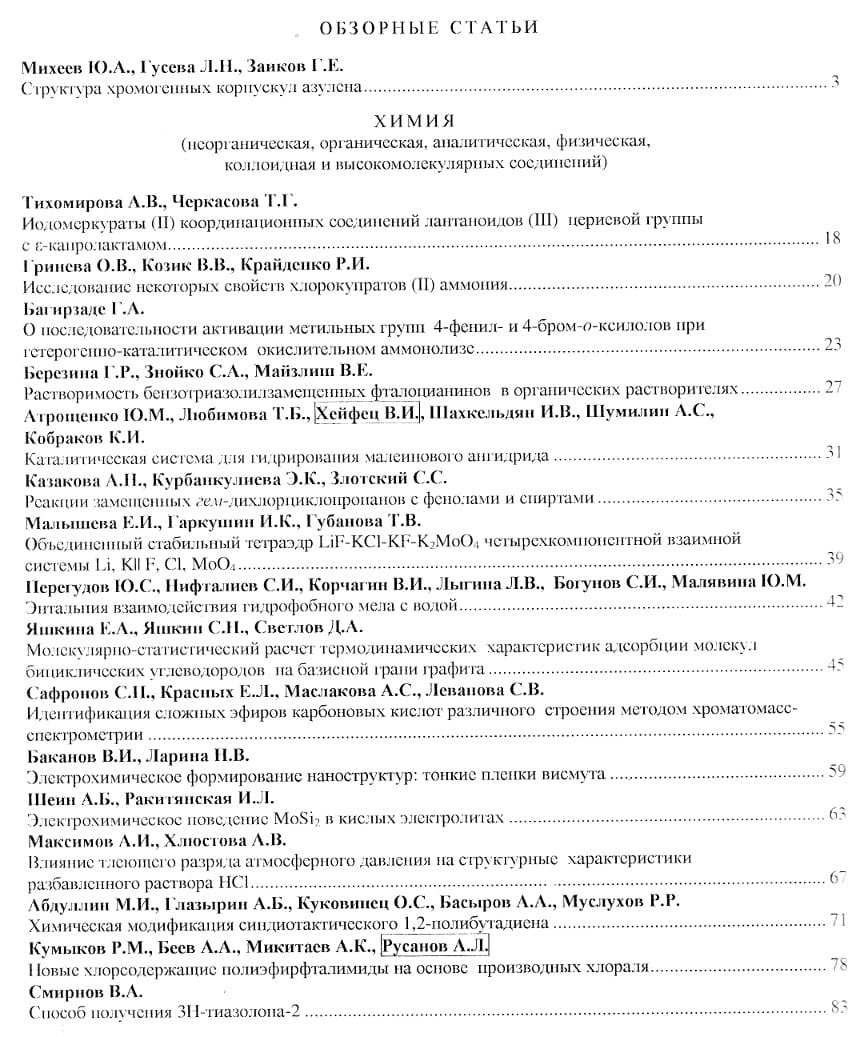 ОБЗОРНЫЕ СТАТЬИ
Михеев Ю.А., Гусева Л.Н., Заиков Г.Е.
Структура хромогенных корпускул азулена 3
ХИМИЯ
(неорганическая, органическая, аналитическая, физическая,
коллоидная и высокомолекулярных соединений)
Тихомирова А.В., Черкасова Т.Г.
Иодомеркураты (II) координационных соединений лантаноидов (III) цериевой группы
с ε-капролактамом 18
Гринева О.В., Козик В.В., Крайденко Р.И.
Исследование некоторых свойств хлорокупратов (II) аммония 20
Багирзаде Г.А.
О последовательности активации метильных групп 4-фенил- и 4-бром-о-ксилолов при
гетерогенно-каталитическом окислительном аммонолизе 23
Березина Г.Р., Знойко С.А., Майзлиш В.Е.
Растворимость бензотриазолилзамещенных фталоцианинов в органических растворителях 27
Атрощенко Ю.М., Любимова Т.Б., Хейфец В.И., Шахкельдян И.В., Шумилин А.С.,
Кобраков К.И.
Каталитическая система для гидрирования малеинового ангидрида 31
Казакова А.Н., Курбанкулиева Э.К., Злотский С.С.
Реакции замещенных гем-дихлорциклопропанов с фенолами и спиртами 35
Малышева Е.И., Гаркушин И.К., Губанова Т.В.
Объединенный стабильный тетраэдр LiF-KCl-KF-K₂MoO₄ четырехкомпонентной взаимной
системы Li, K‖F, Cl, MoO₄ 39
Перегудов Ю.С., Нифталиев С.И., Корчагин В.И., Лыгина Л.В., Богунов С.И., Малявина Ю.М.
Энтальпия взаимодействия гидрофобного мела с водой 42
Яшкина Е.А., Яшкин С.Н., Светлов Д.А.
Молекулярно-статистический расчет термодинамических характеристик адсорбции молекул
бициклических углеводородов на базисной грани графита 45
Сафронов С.П., Красных Е.Л., Маслакова А.С., Леванова С.В.
Идентификация сложных эфиров карбоновых кислот различного строения методом хроматомасс-
спектрометрии 55
Баканов В.И., Ларина Н.В.
Электрохимическое формирование наноструктур: тонкие пленки висмута 59
Шеин А.Б., Ракитянская И.Л.
Электрохимическое поведение MoSi₂ в кислых электролитах 63
Максимов А.И., Хлюстова А.В.
Влияние тлеющего разряда атмосферного давления на структурные характеристики
разбавленного раствора HCl 67
Абдуллин М.И., Глазырин А.Б., Куковинец О.С., Басыров А.А., Муслухов Р.Р.
Химическая модификация синдиотактического 1,2-полибутадиена 71
Кумыков Р.М., Беев А.А., Микитаев А.К., Русанов А.Л.
Новые хлорсодержащие полиэфирфталимиды на основе производных хлораля 78
Смирнов В.А.
Способ получения 3Н-тиазолона-2 83